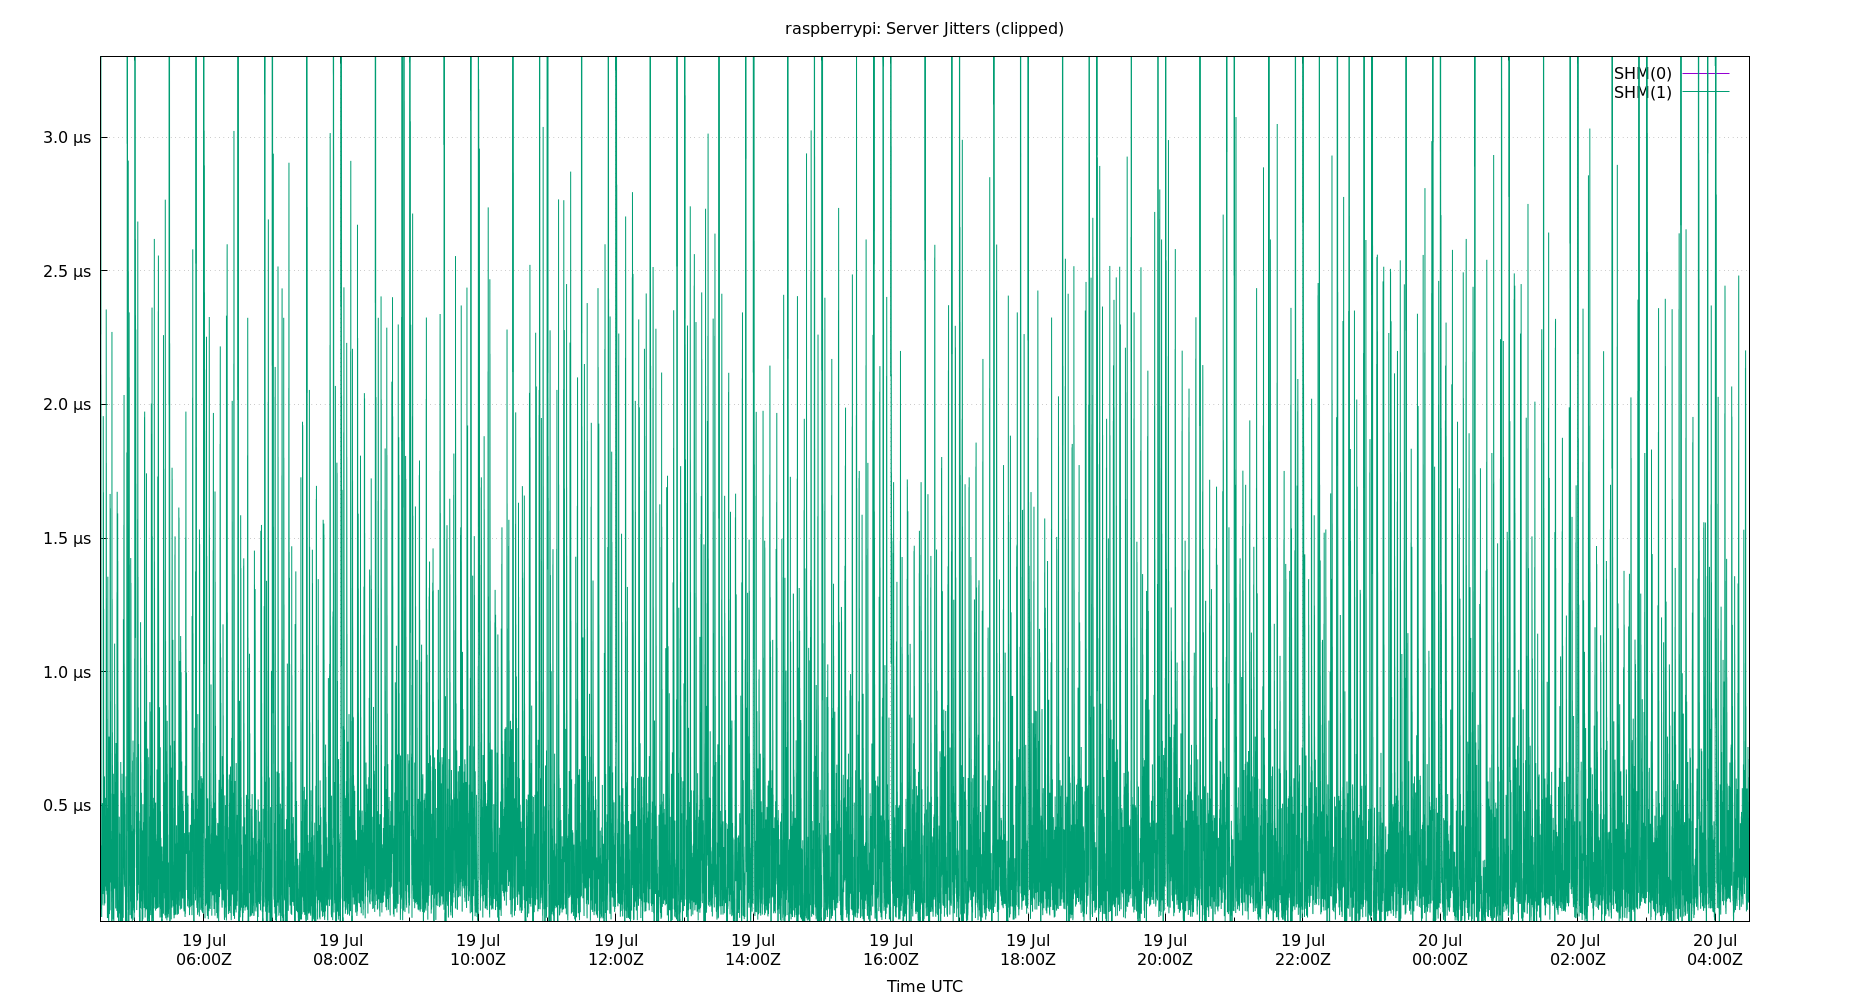 raspberrypi: Server Jitters (clipped)
SHM(0)
SHM(1)
3.0 µs
2.5 µs
2.0 µs
1.5 µs
1.0 µs
0.5 µs
19 Jul 19 Jul 19 Jul 19 Jul 19 Jul 19 Jul 19 Jul 19 Jul 19 Jul 20 Jul 20 Jul 20 Jul
06:00Z 08:00Z 10:00Z 12:00Z 14:00Z 16:00Z 18:00Z 20:00Z 22:00Z 00:00Z 02:00Z 04:00Z
Time UTC